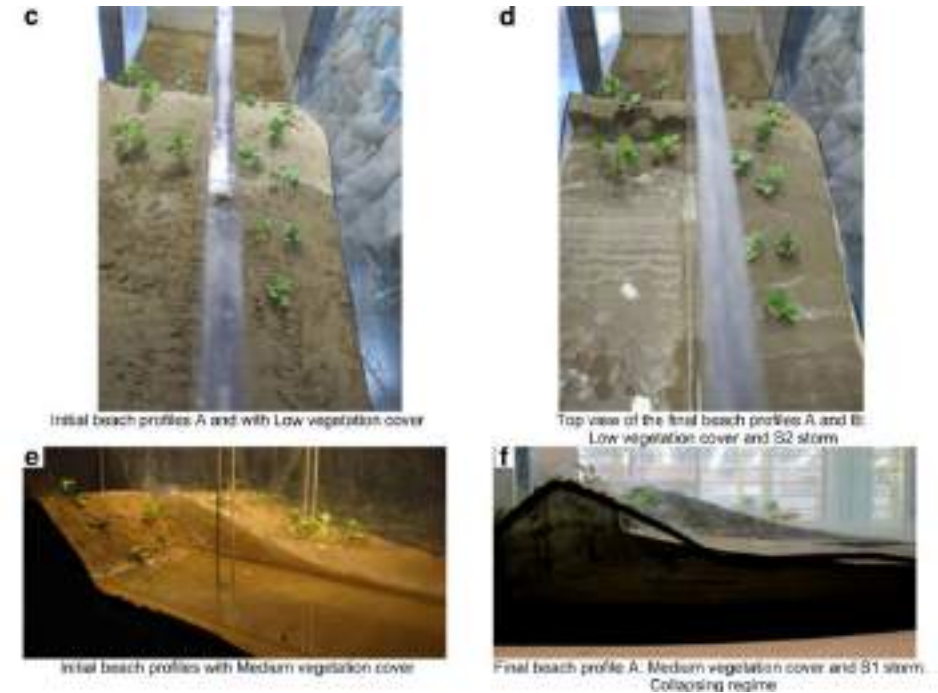 c
d
Initial beach profiles A and with Low vegetation cover
Top view of the final beach profiles A and B:
Low vegetation cover and S2 storm
e
f
Initial beach profiles with Medium vegetation cover
Final beach profile A: Medium vegetation cover and S1 storm.
Collapsing regime